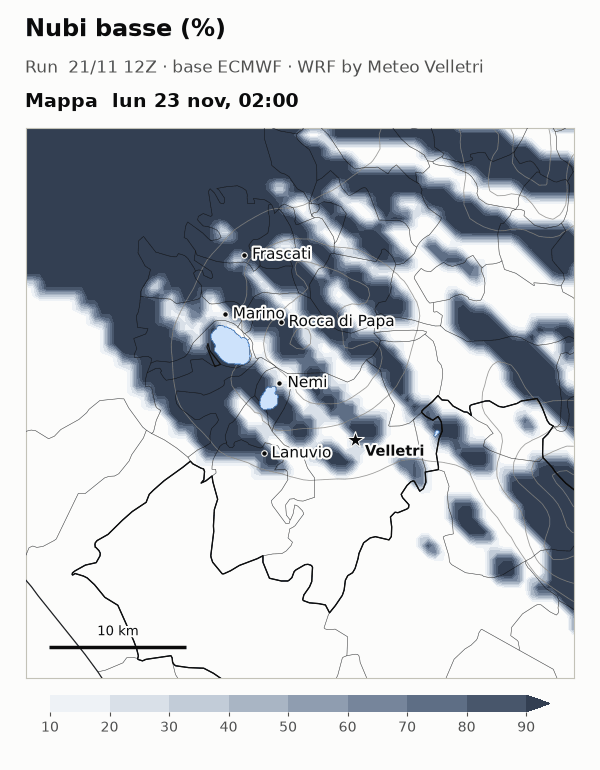 Nubi basse (%)
Run  21/11 12Z · base ECMWF · WRF by Meteo Velletri
Mappa  lun 23 nov, 02:00
Frascati
Marino
Rocca di Papa
Nemi
Velletri
Lanuvio
10 km
10 20 30 40 50 60 70 80 90